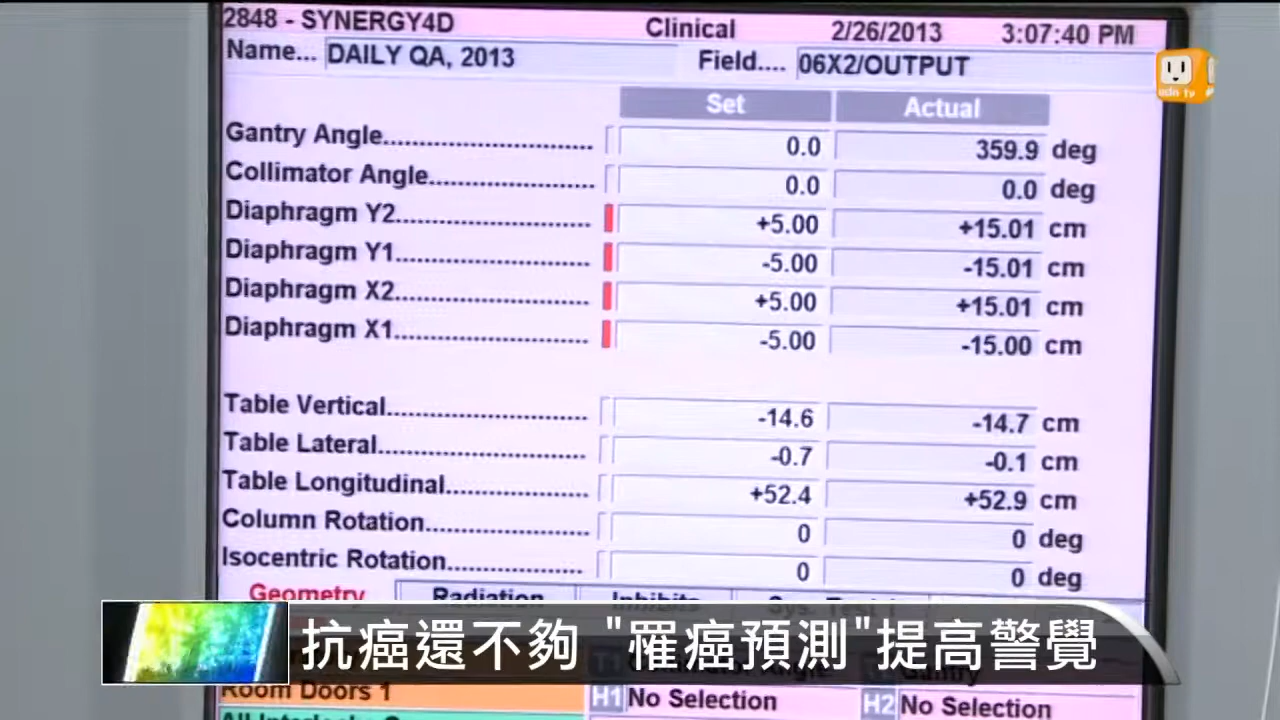 2848 - SYNERGY4D Clinical 2/26/2013 3:07:40 PM
Name... DAILY QA, 2013 Field.... 06X2/OUTPUT
udn tv
Set Actual
Gantry Angle 0.0 359.9 deg
Collimator Angle 0.0 0.0 deg
Diaphragm Y2 +5.00 +15.01 cm
Diaphragm Y1 -5.00 -15.01 cm
Diaphragm X2 +5.00 +15.01 cm
Diaphragm X1 -5.00 -15.00 cm
Table Vertical -14.6 -14.7 cm
Table Lateral -0.7 -0.1 cm
Table Longitudinal +52.4 +52.9 cm
Column Rotation 0 0 deg
Isocentric Rotation 0 0 deg
Geometry Radiation Inhibits
抗癌還不夠 "罹癌預測"提高警覺
Room Doors 1 H1 No Selection H2 No Selection